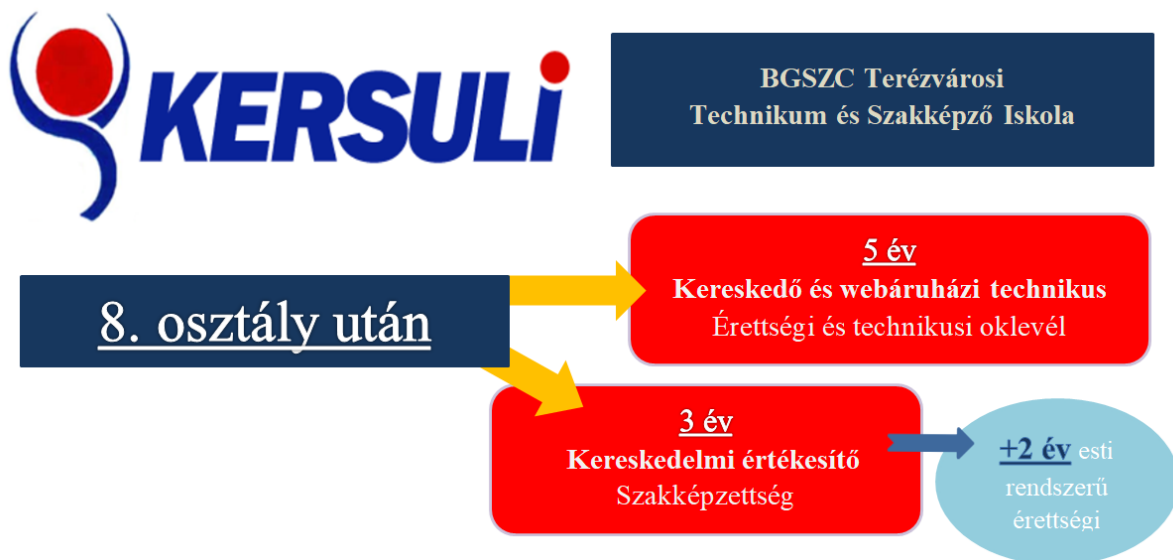 KERSULi
BGSZC Terézvárosi
Technikum és Szakképző Iskola
8. osztály után
5 év
Kereskedő és webáruházi technikus
Érettségi és technikusi oklevél
3 év
Kereskedelmi értékesítő
Szakképzettség
+2 év esti
rendszerű
érettségi